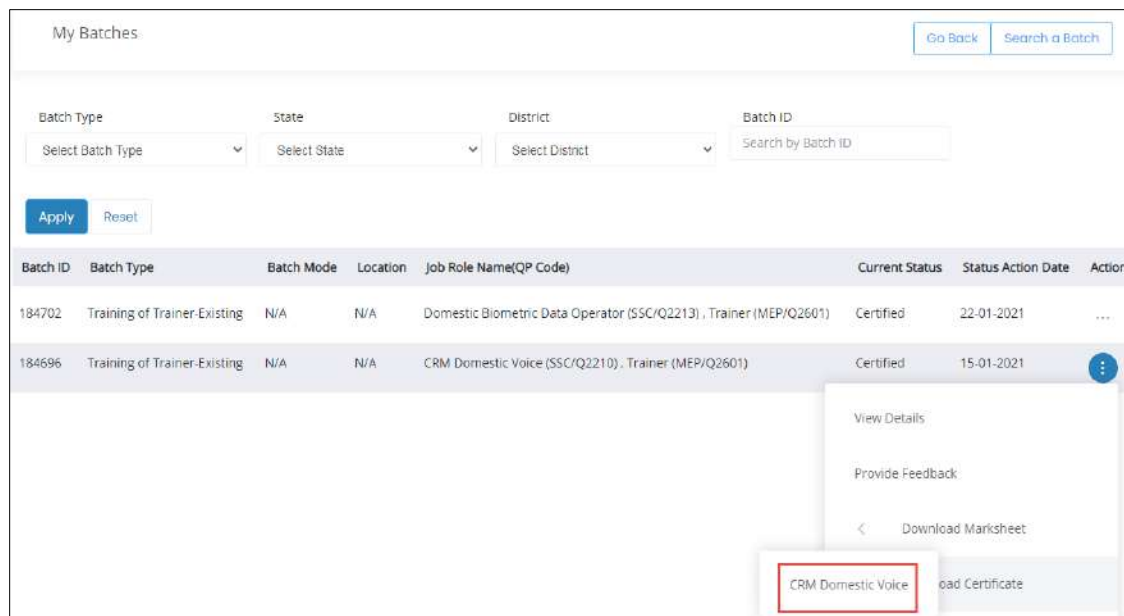 My Batches
Go Back Search a Batch
Batch Type State District Batch ID
Select Batch Type Select State Select District Search by Batch ID
Apply Reset
Batch ID Batch Type Batch Mode Location Job Role Name(QP Code) Current Status Status Action Date Action
184702 Training of Trainer-Existing N/A N/A Domestic Biometric Data Operator (SSC/Q2213) , Trainer (MEP/Q2601) Certified 22-01-2021 ...
184696 Training of Trainer-Existing N/A N/A CRM Domestic Voice (SSC/Q2210) , Trainer (MEP/Q2601) Certified 15-01-2021
View Details
Provide Feedback
Download Marksheet
CRM Domestic Voice oad Certificate